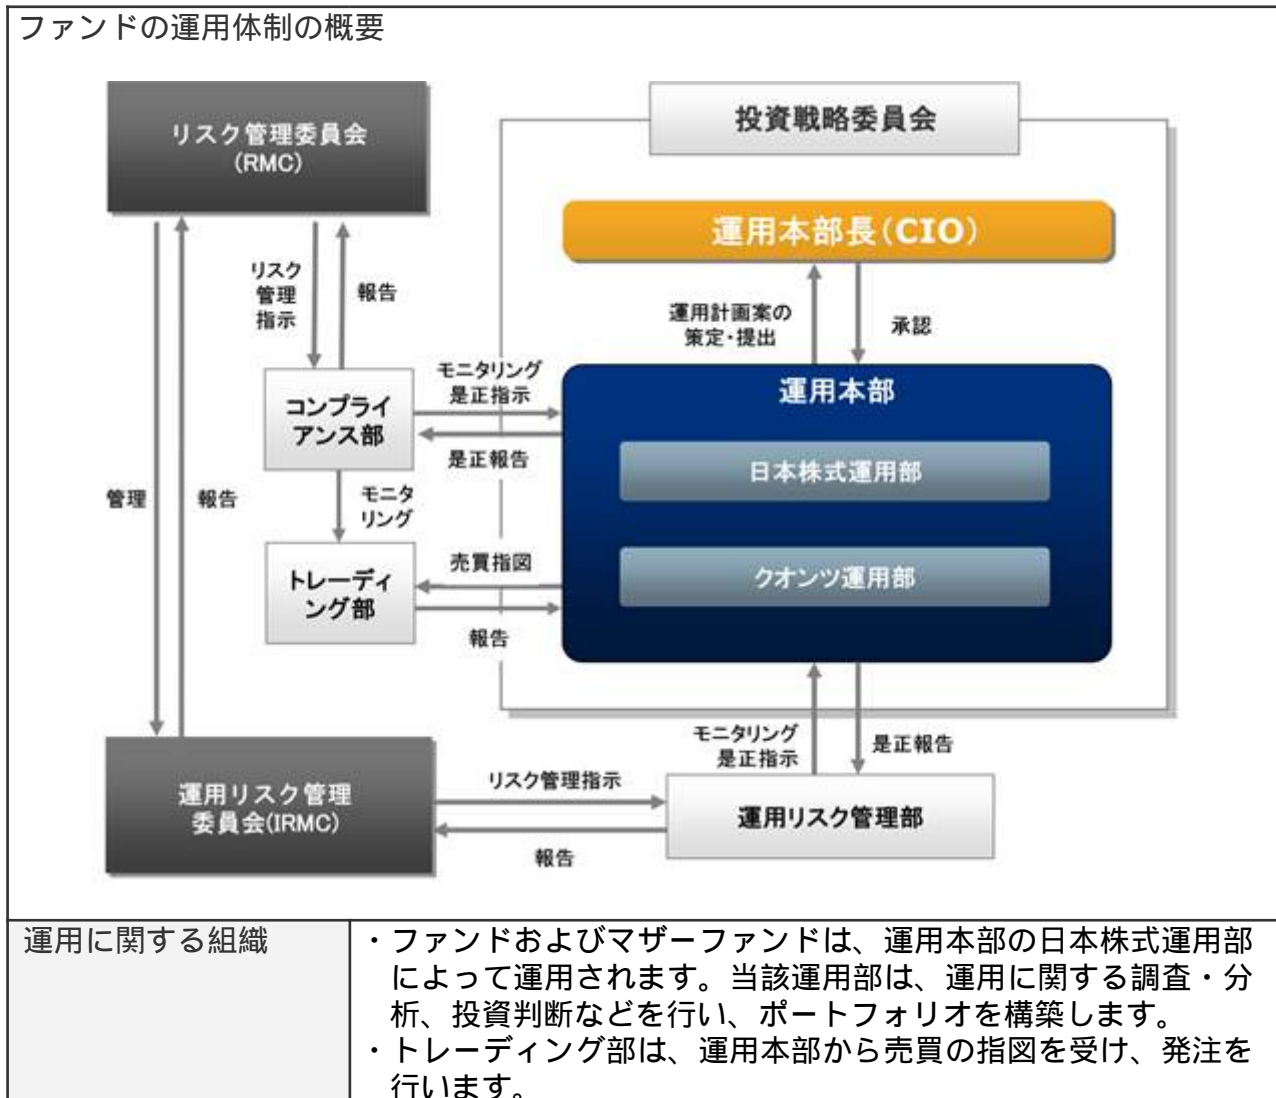 ファンドの運用体制の概要
リスク管理委員会
(RMC)
投資戦略委員会
運用本部長(CIO)
リスク
管理
指示
報告
運用計画案の
策定・提出
承認
コンプライ
アンス部
モニタリング
是正指示
是正報告
運用本部
日本株式運用部
クオンツ運用部
管理
報告
モニタ
リング
トレーディ
ング部
売買指図
報告
モニタリング
是正指示
是正報告
運用リスク管理
委員会(IRMC)
リスク管理指示
報告
運用リスク管理部
運用に関する組織
・ファンドおよびマザーファンドは、運用本部の日本株式運用部
によって運用されます。当該運用部は、運用に関する調査・分
析、投資判断などを行い、ポートフォリオを構築します。
・トレーディング部は、運用本部から売買の指図を受け、発注を
行います。